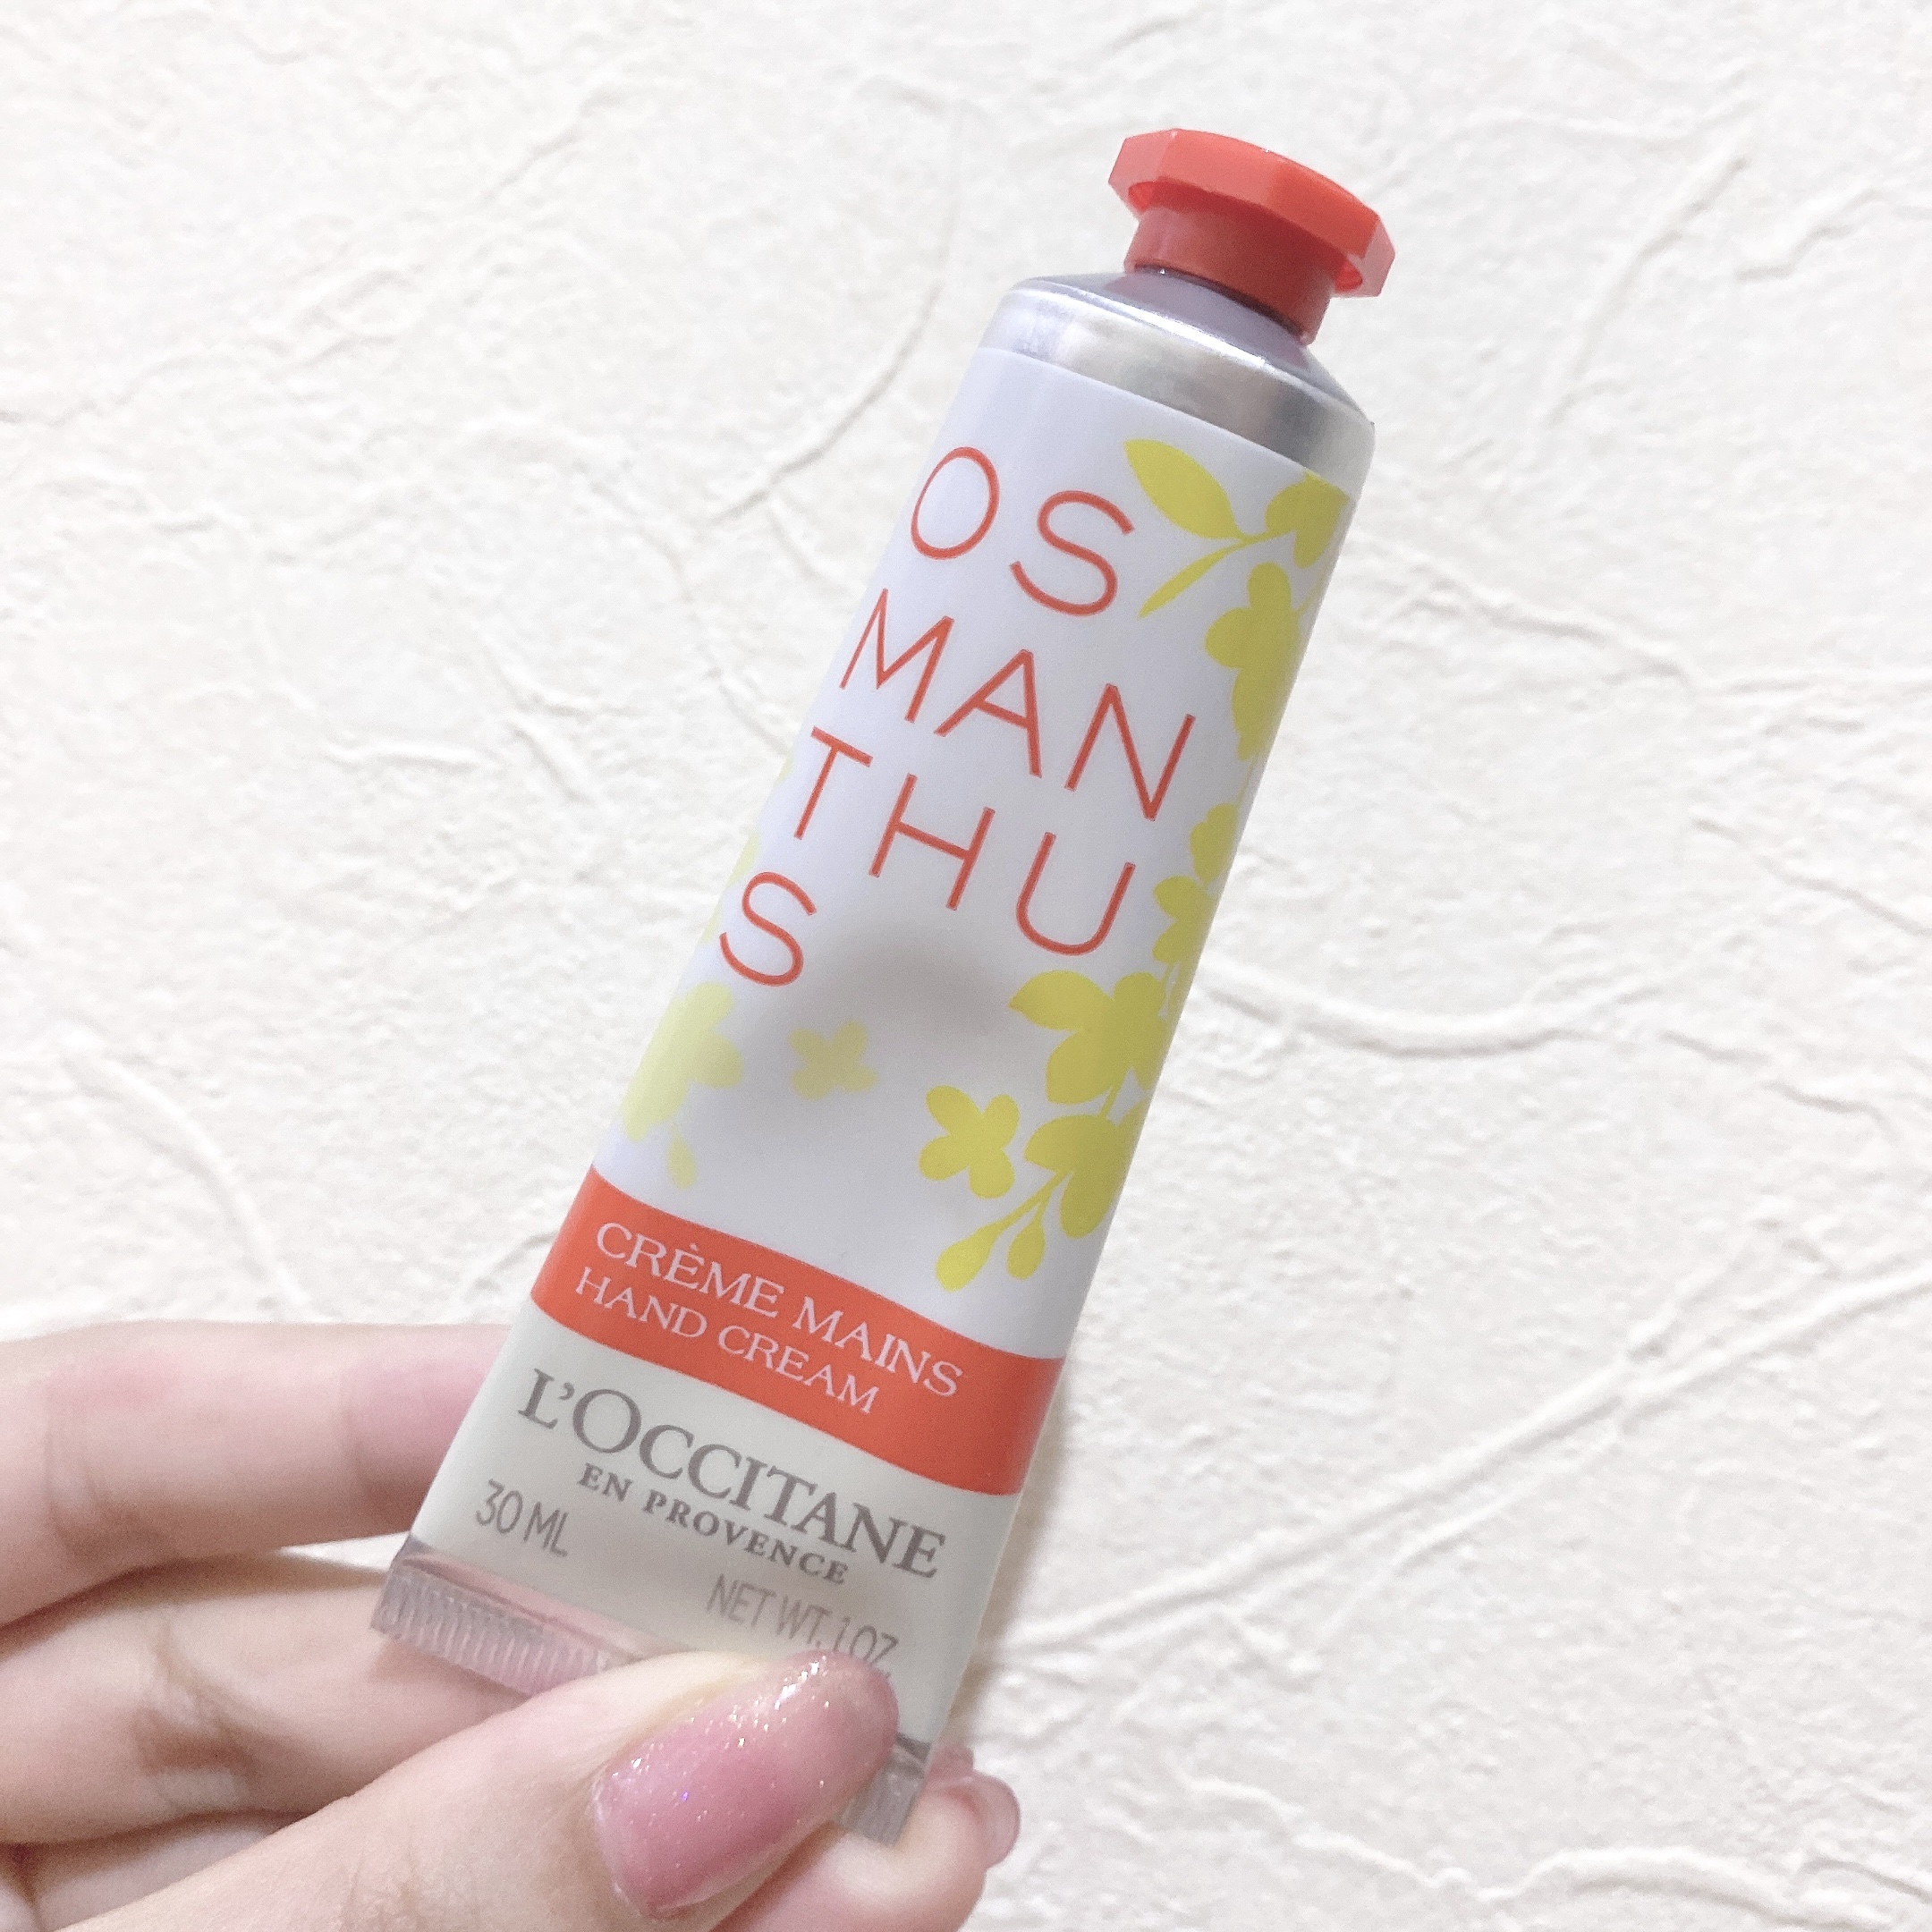 OS
MAN
THU
S
CRÈME MAINS
HAND CREAM
L'OCCITANE
EN PROVENCE
30 ML
NET WT. 1 OZ